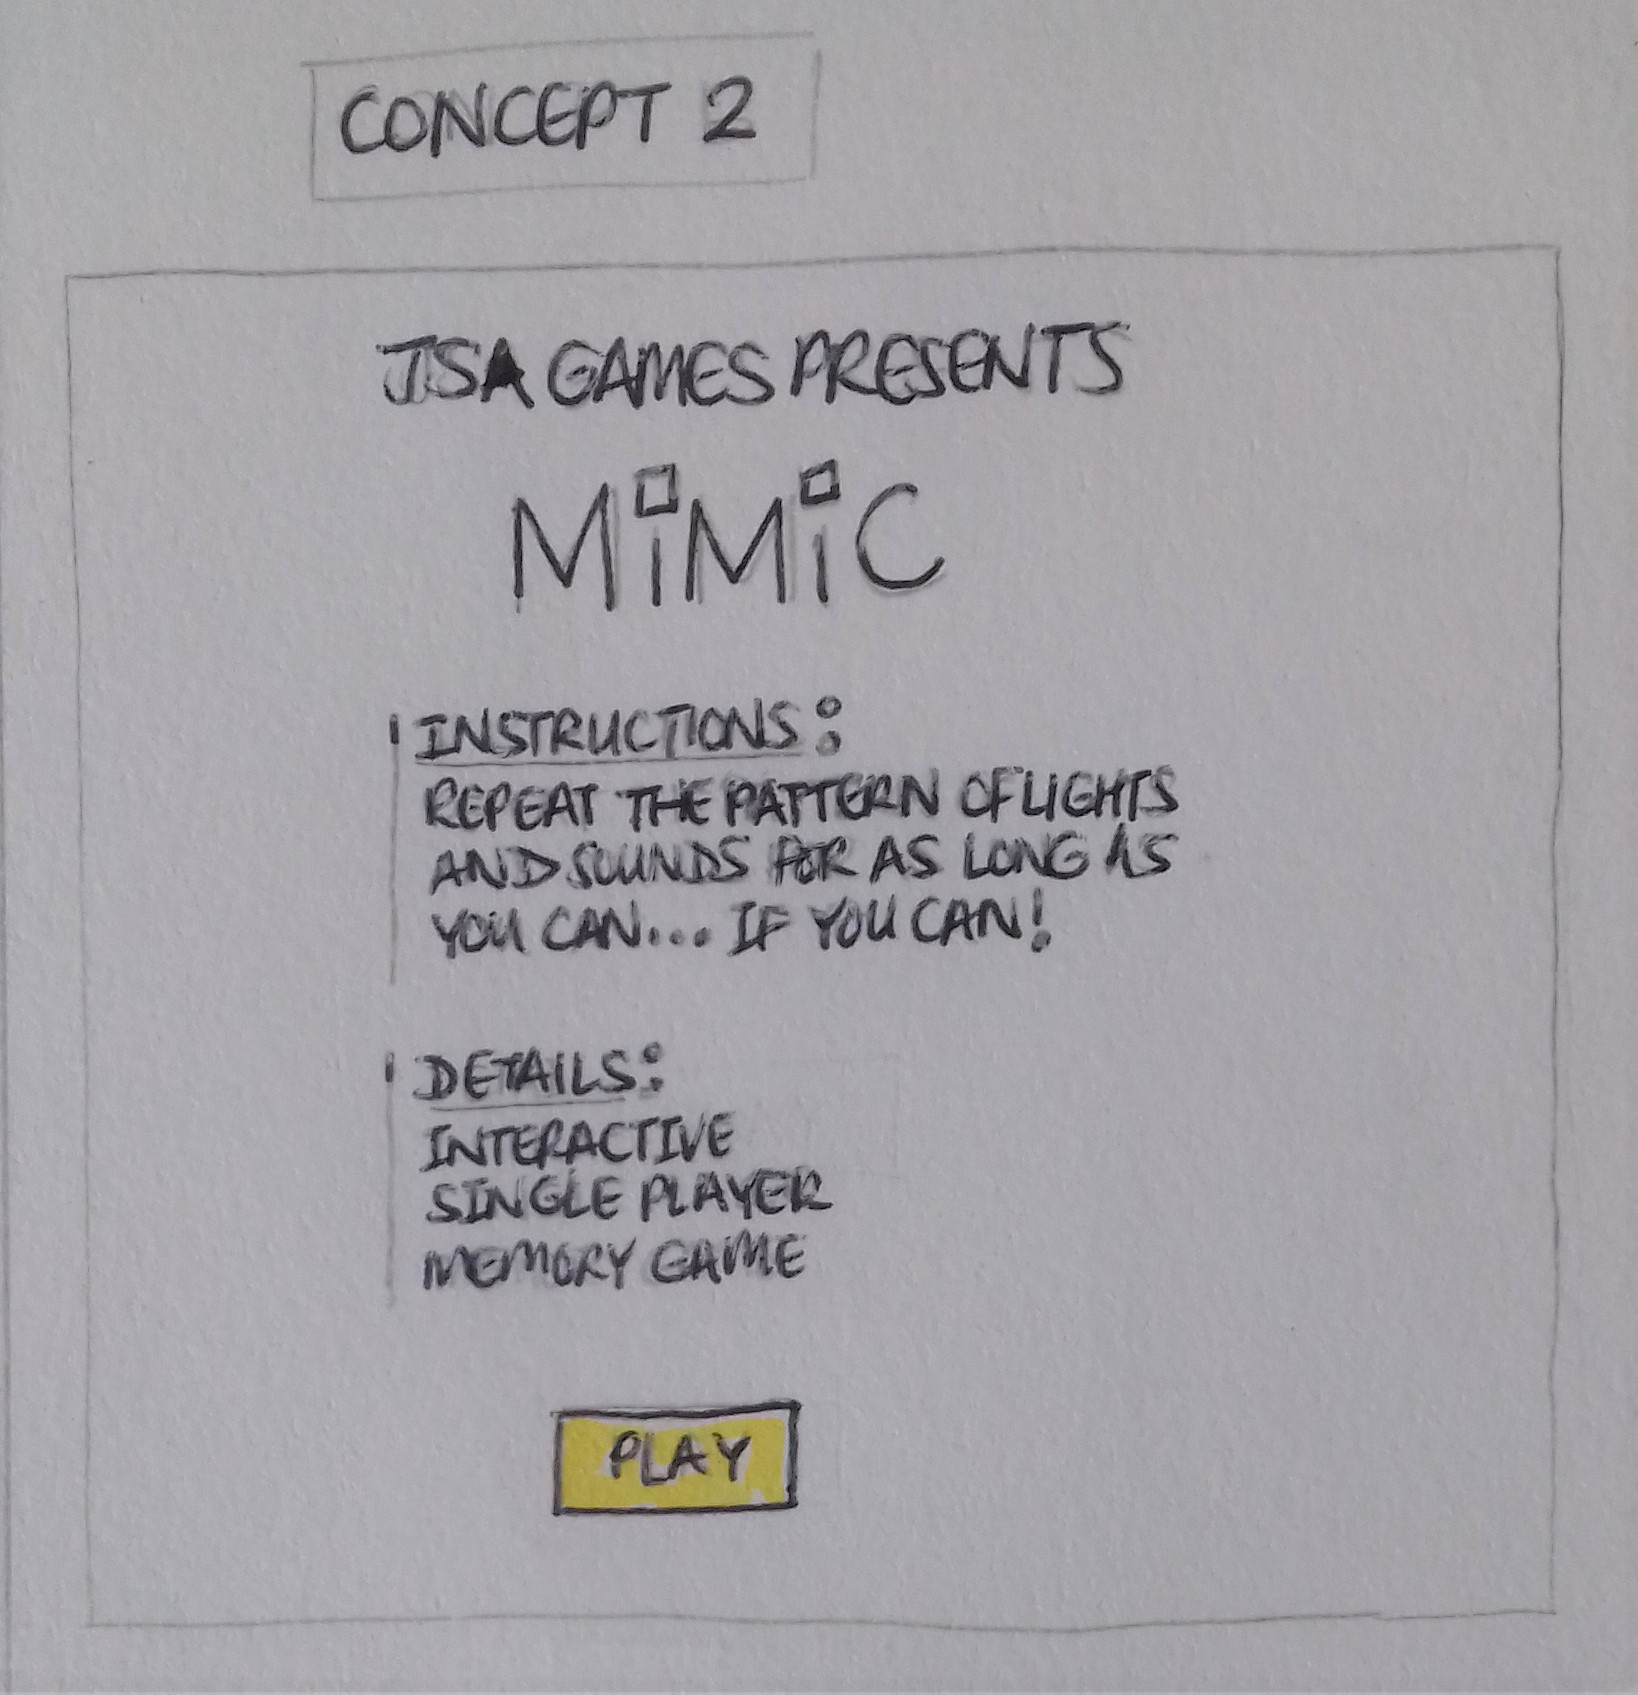 CONCEPT 2
JSA GAMES PRESENTS
MiMiC
INSTRUCTIONS:
REPEAT THE PATTERN OF LIGHTS
AND SOUNDS FOR AS LONG AS
YOU CAN... IF YOU CAN!
DETAILS:
INTERACTIVE
SINGLE PLAYER
MEMORY GAME
PLAY